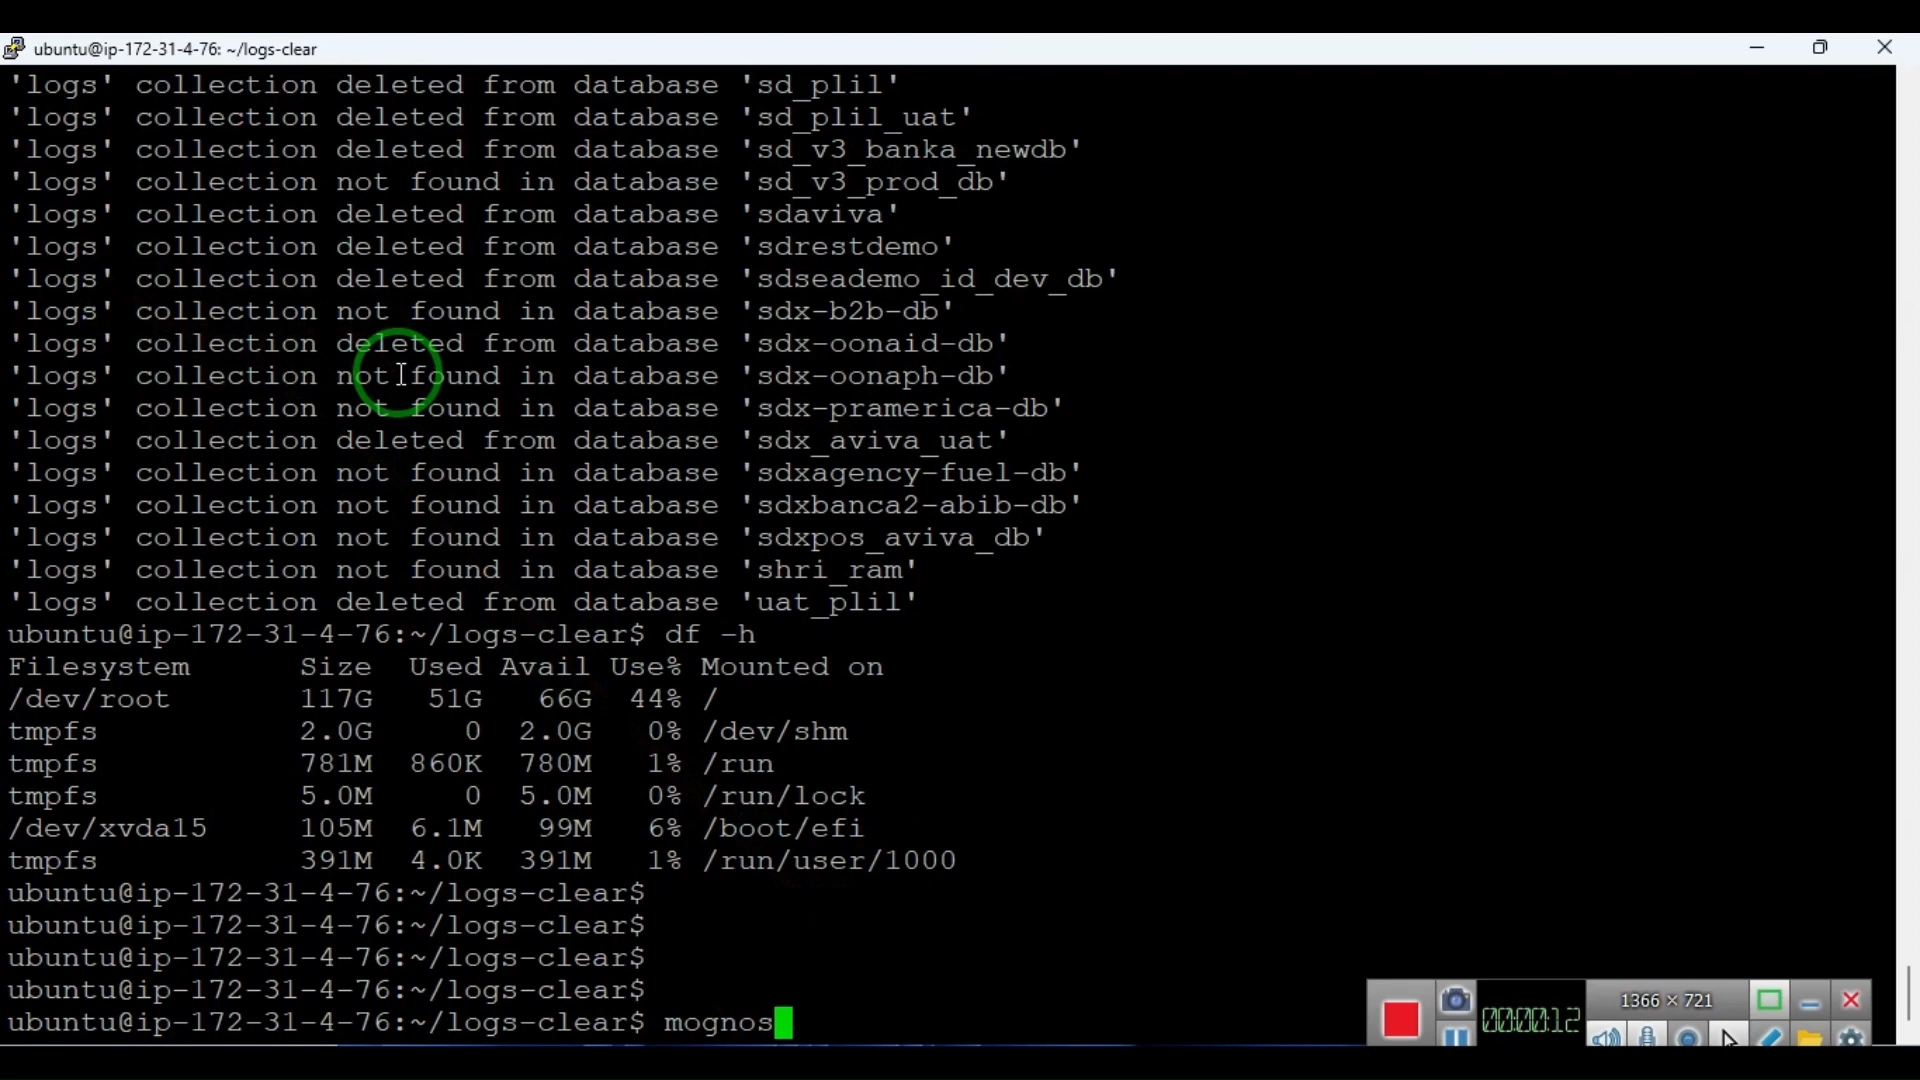 ubuntu@ip-172-31-4-76: ~/logs-clear
'logs' collection deleted from database 'sd_plil'
'logs' collection deleted from database 'sd_plil_uat'
'logs' collection deleted from database 'sd_v3_banka_newdb'
'logs' collection not found in database 'sd_v3_prod_db'
'logs' collection deleted from database 'sdaviva'
'logs' collection deleted from database 'sdrestdemo'
'logs' collection deleted from database 'sdseademo_id_dev_db'
'logs' collection not found in database 'sdx-b2b-db'
'logs' collection deleted from database 'sdx-oonaid-db'
'logs' collection not found in database 'sdx-oonaph-db'
'logs' collection not found in database 'sdx-pramerica-db'
'logs' collection deleted from database 'sdx_aviva_uat'
'logs' collection not found in database 'sdxagency-fuel-db'
'logs' collection not found in database 'sdxbanca2-abib-db'
'logs' collection not found in database 'sdxpos_aviva_db'
'logs' collection not found in database 'shri_ram'
'logs' collection deleted from database 'uat_plil'
ubuntu@ip-172-31-4-76:~/logs-clear$ df -h
Filesystem Size Used Avail Use% Mounted on
/dev/root 117G 51G 66G 44% /
tmpfs 2.0G 0 2.0G 0% /dev/shm
tmpfs 781M 860K 780M 1% /run
tmpfs 5.0M 0 5.0M 0% /run/lock
/dev/xvda15 105M 6.1M 99M 6% /boot/efi
tmpfs 391M 4.0K 391M 1% /run/user/1000
ubuntu@ip-172-31-4-76:~/logs-clear$
ubuntu@ip-172-31-4-76:~/logs-clear$
ubuntu@ip-172-31-4-76:~/logs-clear$
ubuntu@ip-172-31-4-76:~/logs-clear$
ubuntu@ip-172-31-4-76:~/logs-clear$ mognos
1366 × 721
00:00:12